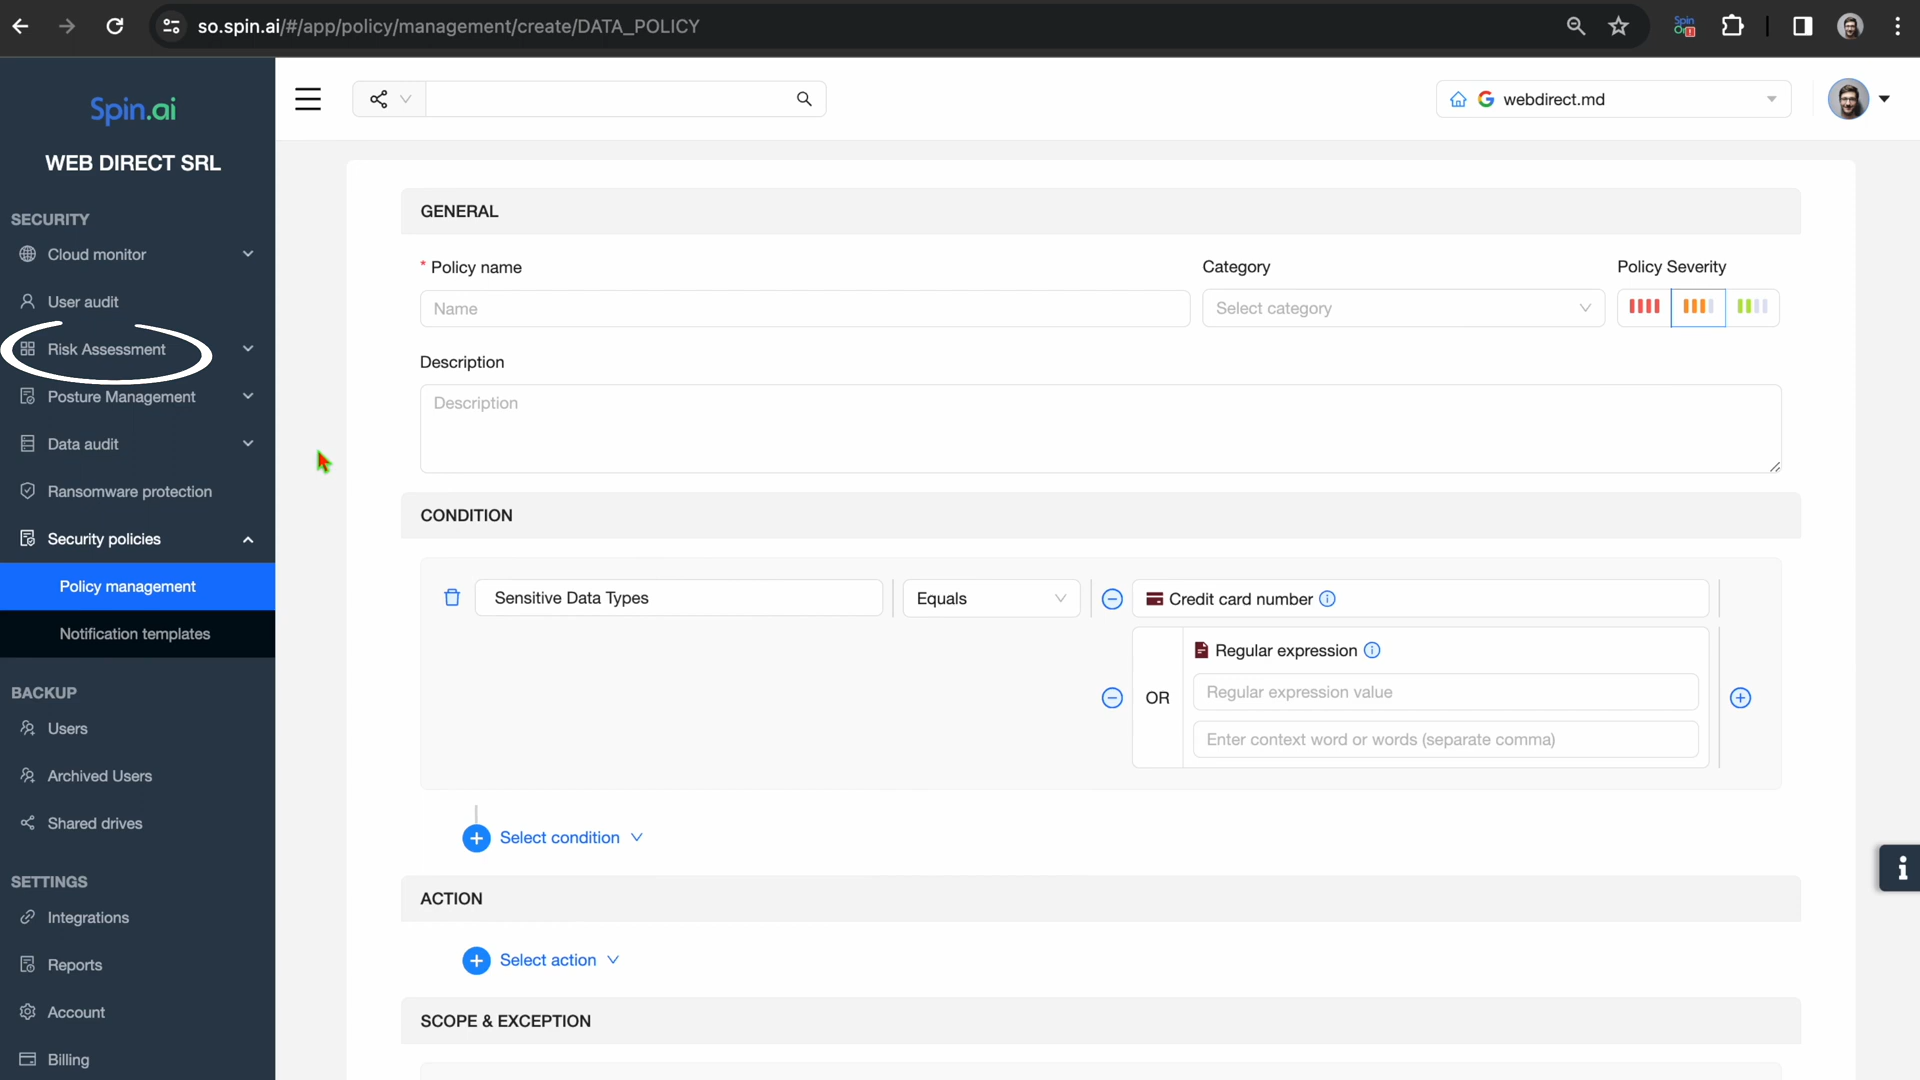 so.spin.ai/#/app/policy/management/create/DATA_POLICY
Spin.ai
WEB DIRECT SRL
SECURITY
Cloud monitor
User audit
Risk Assessment
Posture Management
Data audit
Ransomware protection
Security policies
Policy management
Notification templates
BACKUP
Users
Archived Users
Shared drives
SETTINGS
Integrations
Reports
Account
Billing
webdirect.md
GENERAL
* Policy name
Category
Policy Severity
Name
Select category
Description
Description
CONDITION
Sensitive Data Types
Equals
Credit card number
Regular expression
OR
Regular expression value
Enter context word or words (separate comma)
Select condition
ACTION
Select action
SCOPE & EXCEPTION